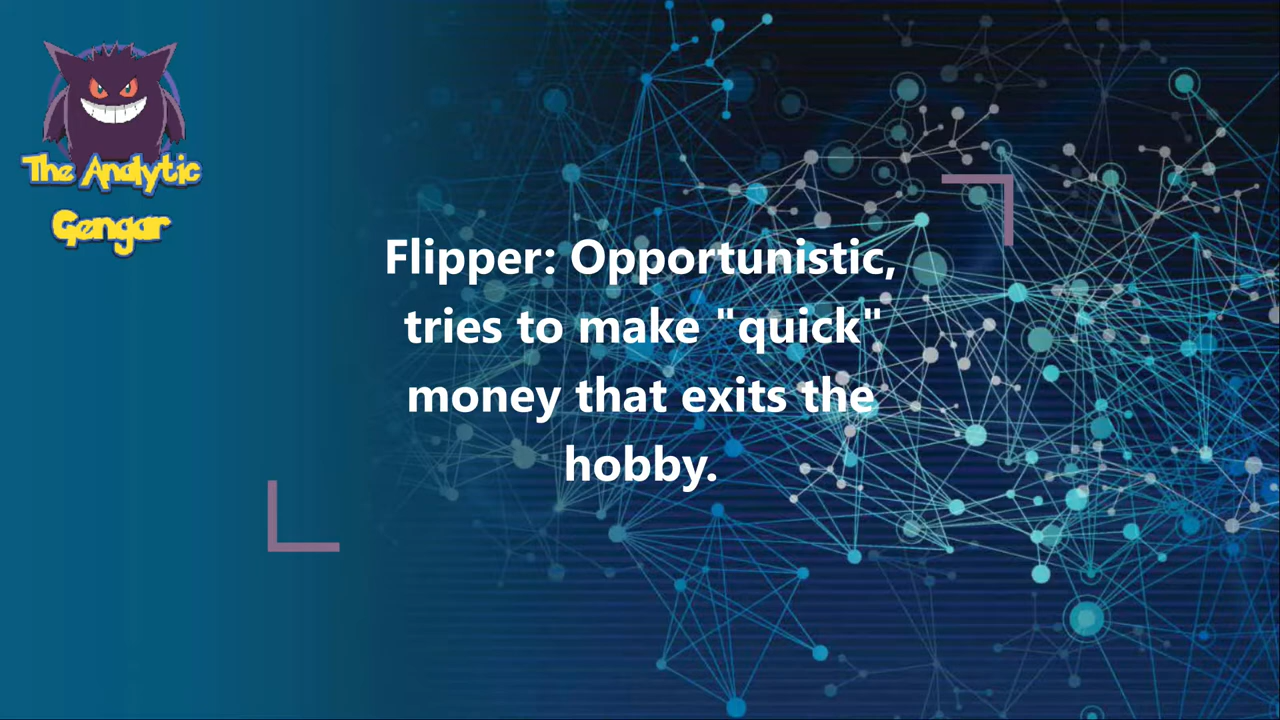 The Analytic
Gengar
Flipper: Opportunistic,
tries to make "quick"
money that exits the
hobby.